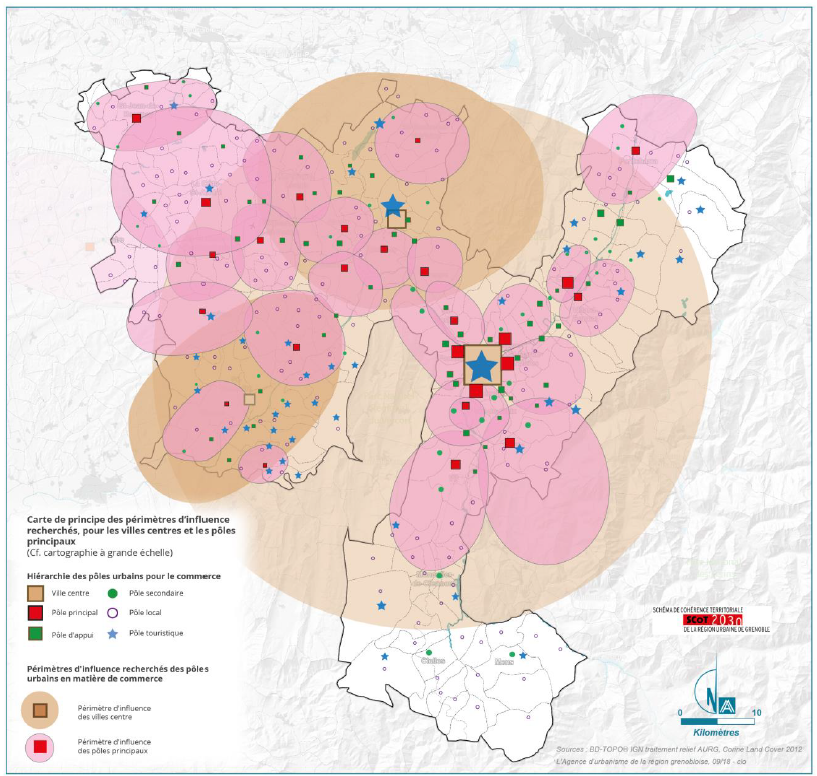 Carte de principe des périmètres d'influence
recherchés, pour les villes centres et les pôles
principaux
(Cf. cartographie à grande échelle)
Hiérarchie des pôles urbains pour le commerce
Ville centre
Pôle secondaire
Pôle principal
Pôle local
Pôle d'appui
Pôle touristique
Périmètres d'influence recherchés des pôles
urbains en matière de commerce
Périmètre d'influence
des villes centre
Périmètre d'influence
des pôles principaux
Clelles
Mens
SCHÉMA DE COHÉRENCE TERRITORIALE
SCoT 2030
DE LA RÉGION URBAINE DE GRENOBLE
N
A
0 10
Kilomètres
Sources : BD-TOPO® IGN traitement relief AURG, Corine Land Cover 2012
L'Agence d'urbanisme de la région grenobloise, 09/18 - clo